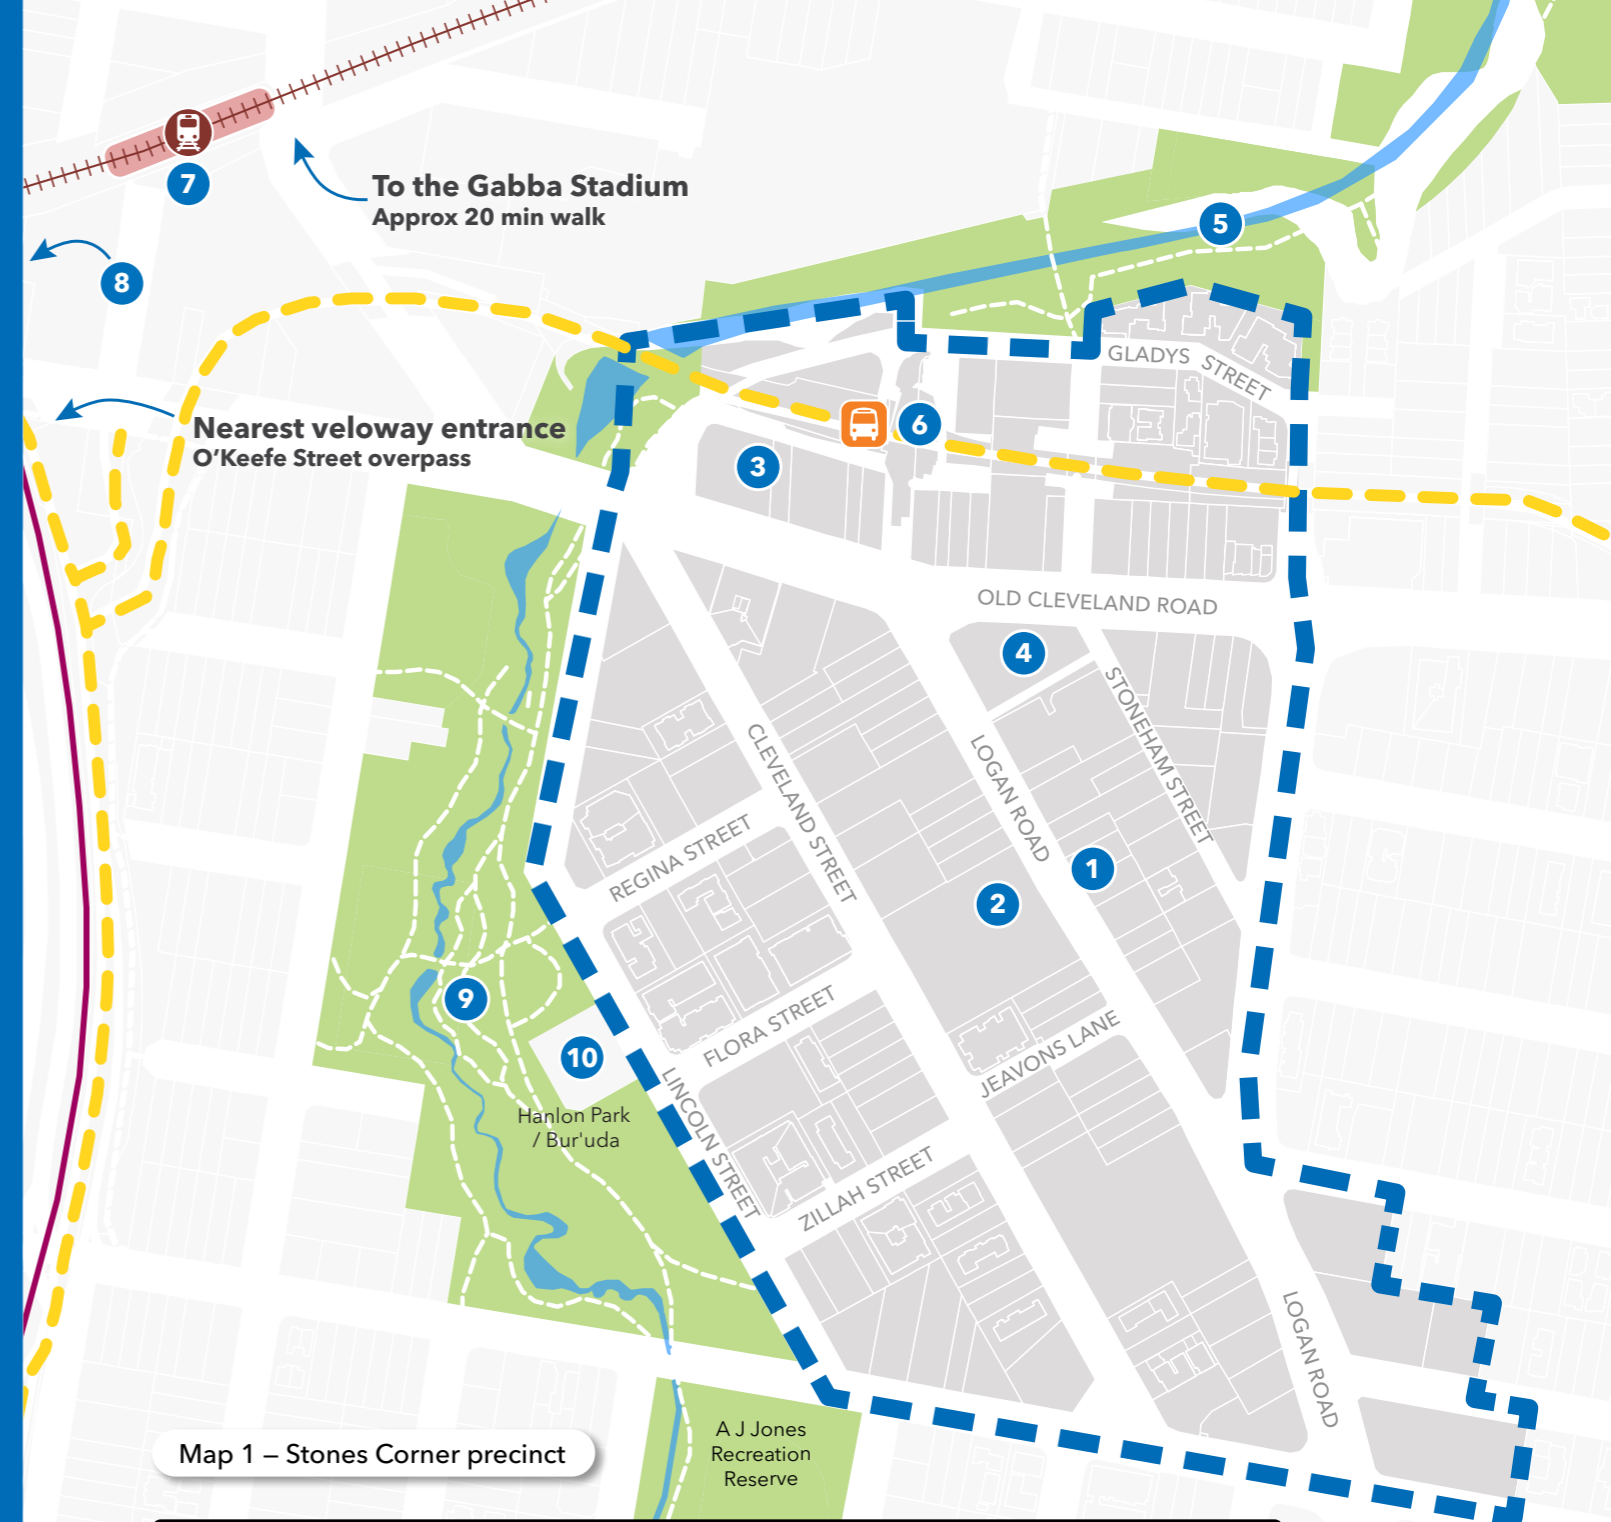 7
To the Gabba Stadium
Approx 20 min walk
5
8
GLADYS STREET
Nearest veloway entrance
O'Keefe Street overpass
6
3
OLD CLEVELAND ROAD
4
STONEHAM STREET
CLEVELAND STREET
LOGAN ROAD
REGINA STREET
1
2
9
FLORA STREET
JEAVONS LANE
10
LINCOLN STREET
Hanlon Park
/ Bur'uda
ZILLAH STREET
LOGAN ROAD
A J Jones
Recreation
Reserve
Map 1 – Stones Corner precinct